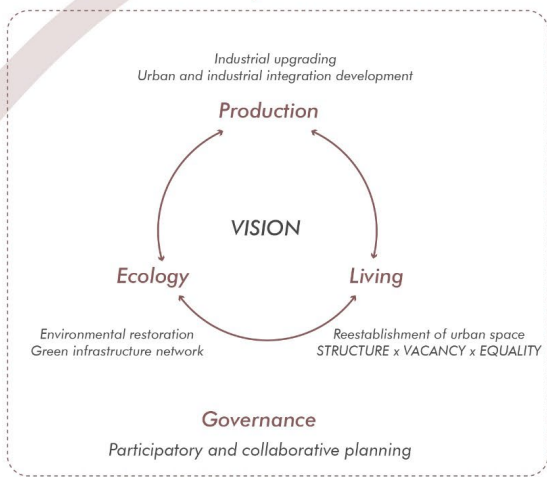 Industrial upgrading
Urban and industrial integration development
Production
VISION
Ecology
Living
Environmental restoration
Green infrastructure network
Reestablishment of urban space
STRUCTURE x VACANCY x EQUALITY
Governance
Participatory and collaborative planning